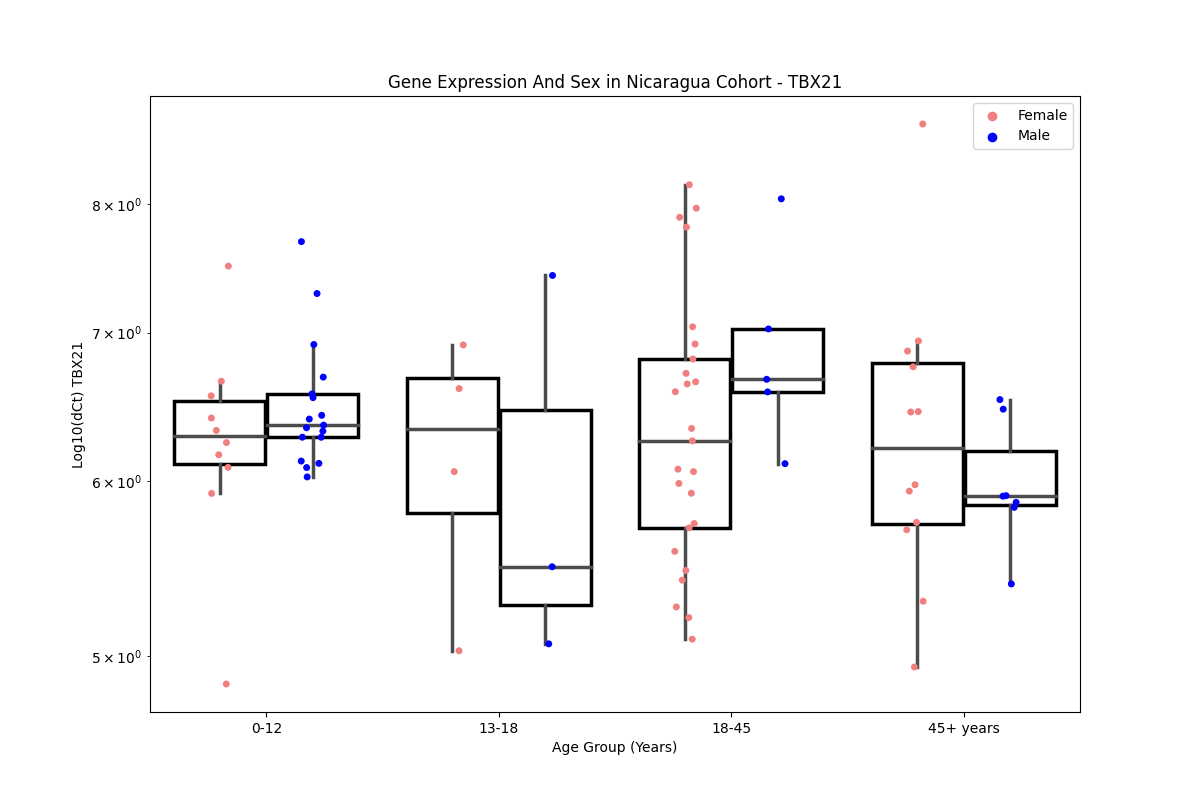 Gene Expression And Sex in Nicaragua Cohort - TBX21
Female
Male
Log10(dCt) TBX21
8 × 10⁰
7 × 10⁰
6 × 10⁰
5 × 10⁰
0-12
13-18
18-45
45+ years
Age Group (Years)